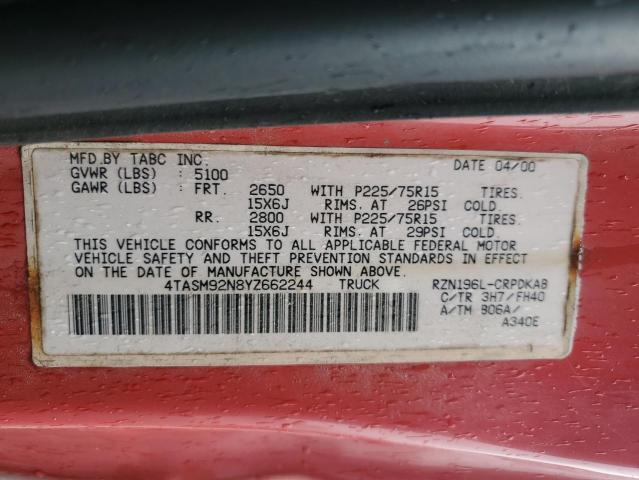 MFD.BY TABC INC. DATE 04/00
GVWR (LBS) : 5100
GAWR (LBS) : FRT. 2650 WITH P225/75R15 TIRES.
15X6J RIMS. AT 26PSI COLD.
RR. 2800 WITH P225/75R15 TIRES.
15X6J RIMS. AT 29PSI COLD.
THIS VEHICLE CONFORMS TO ALL APPLICABLE FEDERAL MOTOR
VEHICLE SAFETY AND THEFT PREVENTION STANDARDS IN EFFECT
ON THE DATE OF MANUFACTURE SHOWN ABOVE.
4TASM92N8YZ662244 TRUCK RZN196L-CRPDKAB
C/TR 3H7/FH40
A/TM B06A/
A340E